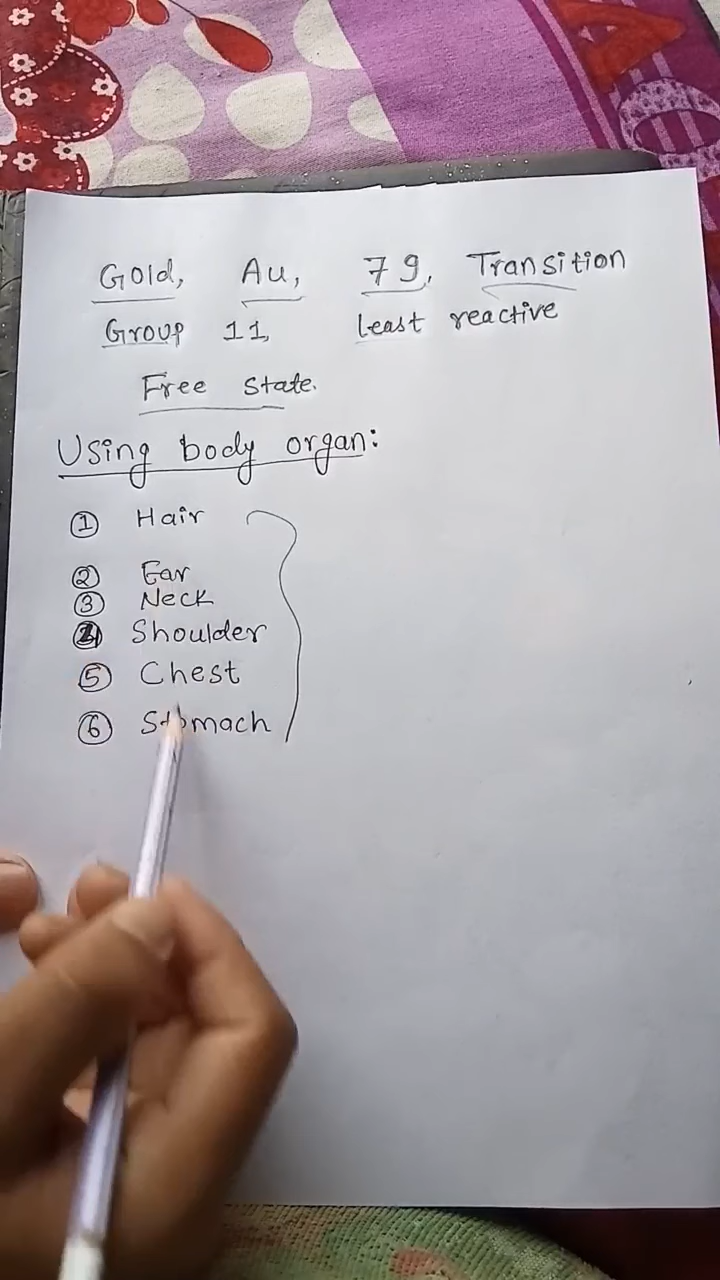 Gold, Au, 79, Transition
Group 11, least reactive
Free state.
Using body organ:
① Hair
② Ear
③ Neck
④ Shoulder
⑤ Chest
⑥ Stomach